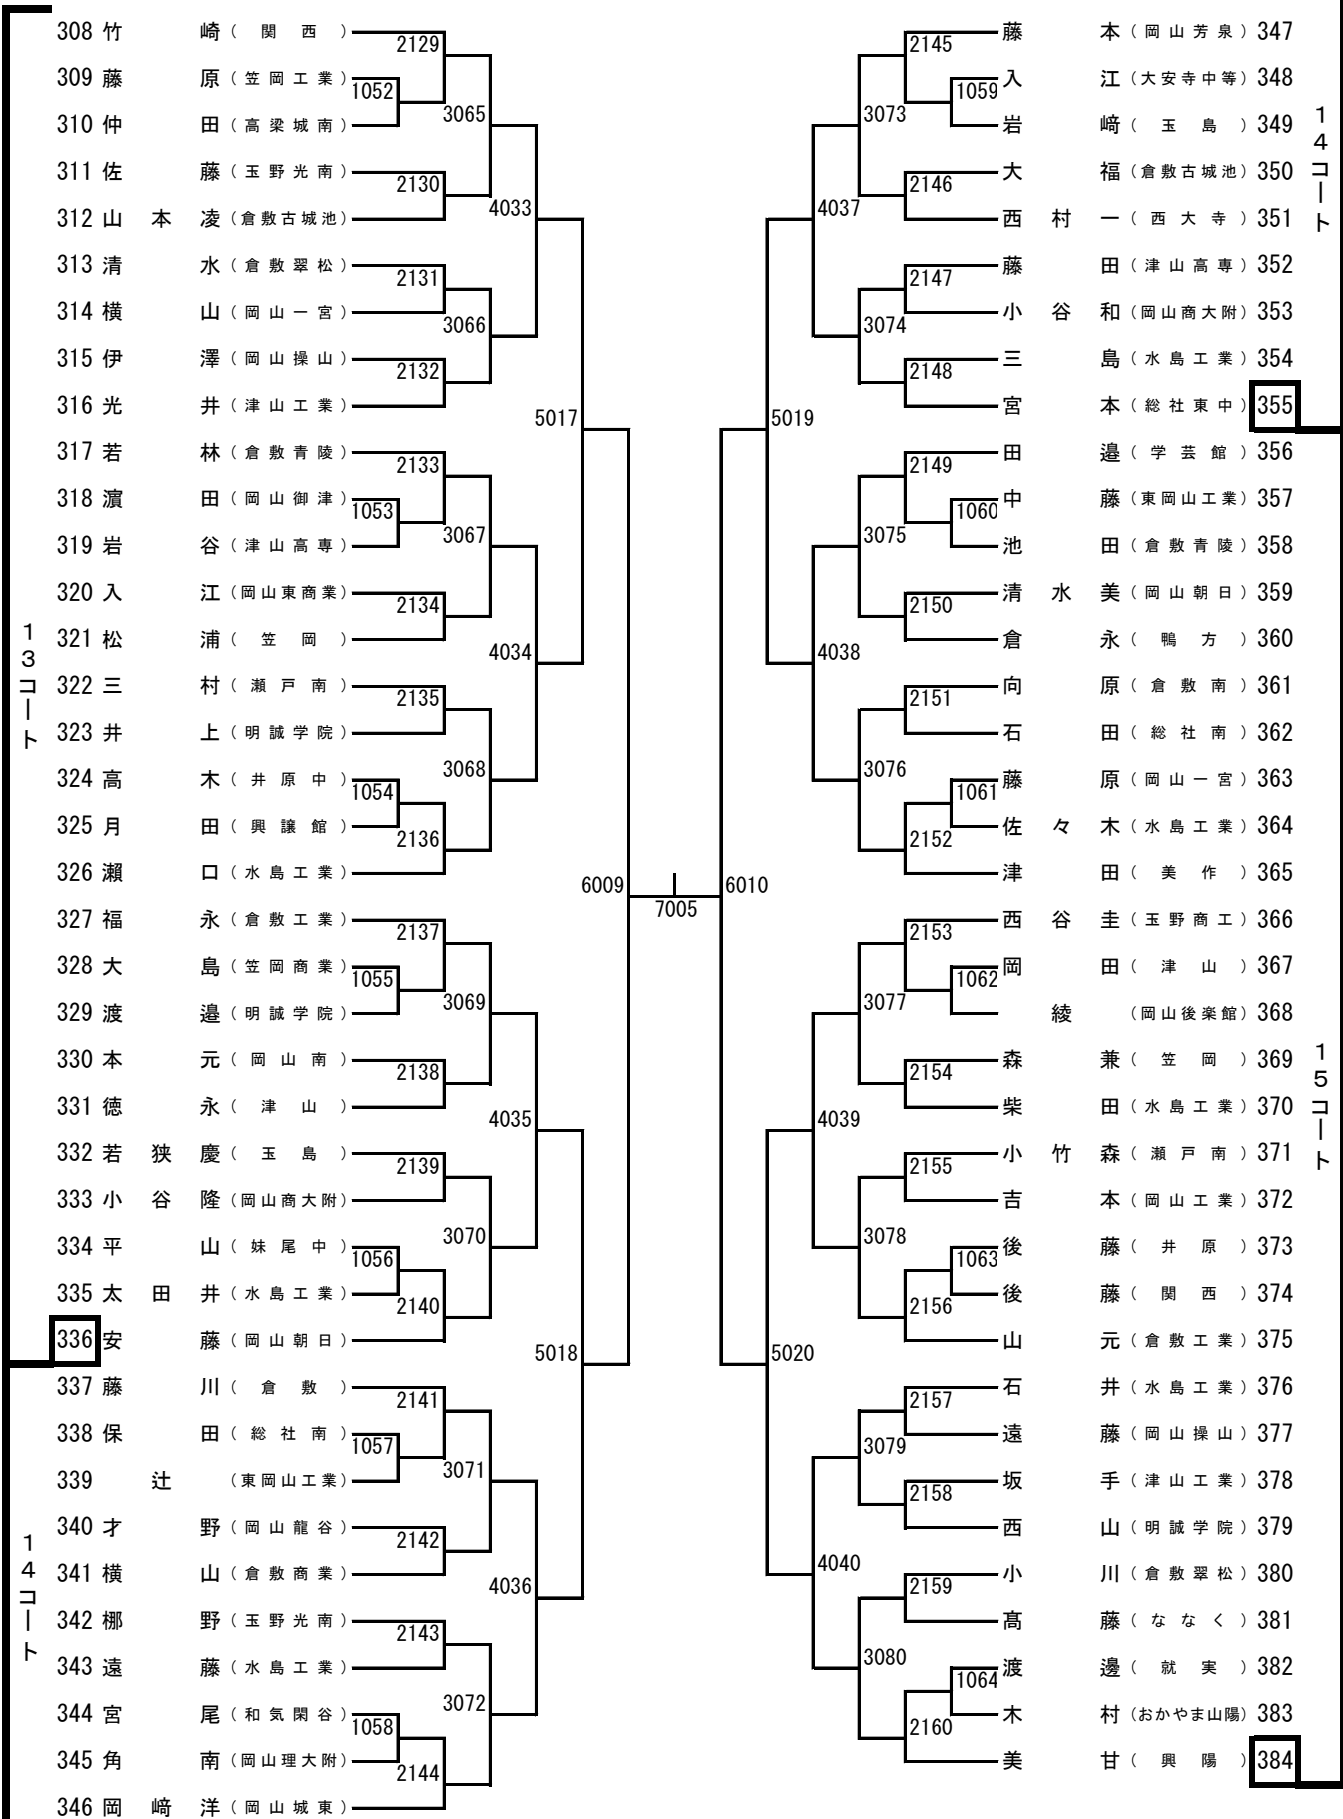 308 竹崎（関西）
309 藤原（笠岡工業）
310 仲田（高梁城南）
311 佐藤（玉野光南）
312 山本凌（倉敷古城池）
313 清水（倉敷翠松）
314 横山（岡山一宮）
315 伊澤（岡山操山）
316 光井（津山工業）
317 若林（倉敷青陵）
318 濵田（岡山御津）
319 岩谷（津山高専）
320 入江（岡山東商業）
321 松浦（笠岡）
322 三村（瀬戸南）
323 井上（明誠学院）
324 高木（井原中）
325 月田（興譲館）
326 瀬口（水島工業）
327 福永（倉敷工業）
328 大島（笠岡商業）
329 渡邉（明誠学院）
330 本元（岡山南）
331 徳永（津山）
332 若狭慶（玉島）
333 小谷隆（岡山商大附）
334 平山（妹尾中）
335 太田井（水島工業）
336 安藤（岡山朝日）
337 藤川（倉敷）
338 保田（総社南）
339 辻（東岡山工業）
340 才野（岡山龍谷）
341 横山（倉敷商業）
342 梛野（玉野光南）
343 遠藤（水島工業）
344 宮尾（和気閑谷）
345 角南（岡山理大附）
346 岡﨑洋（岡山城東）
13コート
14コート
1052
1053
1054
1055
1056
1057
1058
2129
2130
2131
2132
2133
2134
2135
2136
2137
2138
2139
2140
2141
2142
2143
2144
3065
3066
3067
3068
3069
3070
3071
3072
4033
4034
4035
4036
5017
5018
6009
7005
6010
5019
5020
4037
4038
4039
4040
3073
3074
3075
3076
3077
3078
3079
3080
2145
2146
2147
2148
2149
2150
2151
2152
2153
2154
2155
2156
2157
2158
2159
2160
1059
1060
1061
1062
1063
1064
藤本（岡山芳泉）347
入江（大安寺中等）348
岩﨑（玉島）349
大福（倉敷古城池）350
西村一（西大寺）351
藤田（津山高専）352
小谷和（岡山商大附）353
三島（水島工業）354
宮本（総社東中）355
田邉（学芸館）356
中藤（東岡山工業）357
池田（倉敷青陵）358
清水美（岡山朝日）359
倉永（鴨方）360
向原（倉敷南）361
石田（総社南）362
藤原（岡山一宮）363
佐々木（水島工業）364
津田（美作）365
西谷圭（玉野商工）366
岡田（津山）367
綾（岡山後楽館）368
森兼（笠岡）369
柴田（水島工業）370
小竹森（瀬戸南）371
吉本（岡山工業）372
後藤（井原）373
後藤（関西）374
山元（倉敷工業）375
石井（水島工業）376
遠藤（岡山操山）377
坂手（津山工業）378
西山（明誠学院）379
小川（倉敷翠松）380
髙藤（ななく）381
渡邊（就実）382
木村（おかやま山陽）383
美甘（興陽）384
14コート
15コート